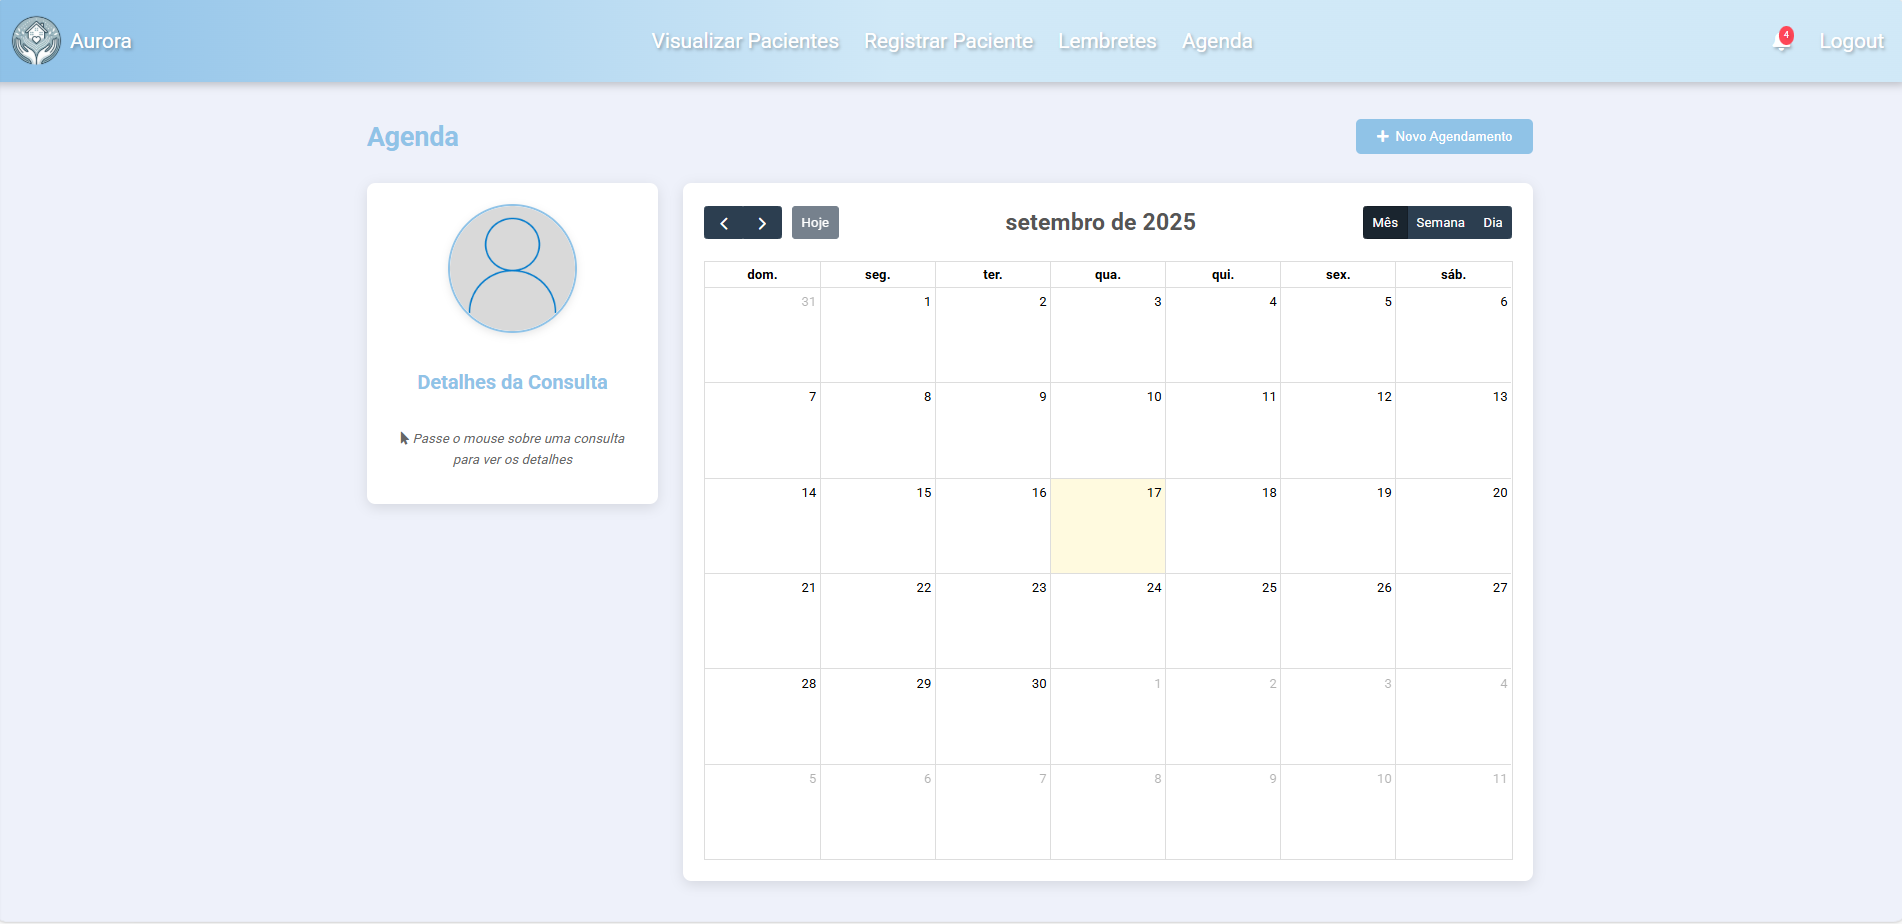 Aurora
Visualizar Pacientes Registrar Paciente Lembretes Agenda
4
Logout
Agenda
Novo Agendamento
Detalhes da Consulta
Passe o mouse sobre uma consulta
para ver os detalhes
Hoje
setembro de 2025
Mês Semana Dia
dom. seg. ter. qua. qui. sex. sáb.
31 1 2 3 4 5 6
7 8 9 10 11 12 13
14 15 16 17 18 19 20
21 22 23 24 25 26 27
28 29 30 1 2 3 4
5 6 7 8 9 10 11